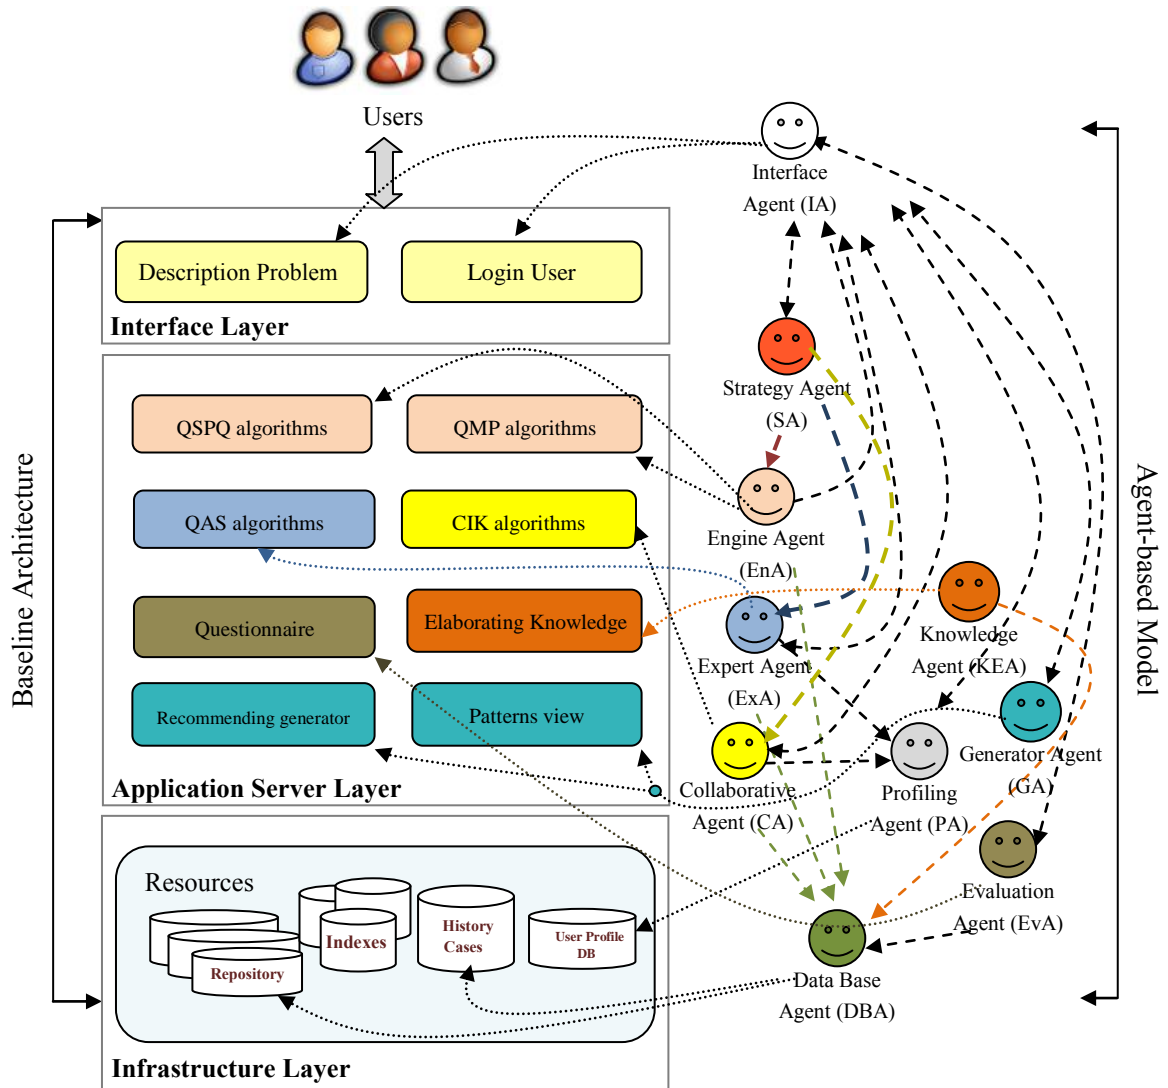 Users
Interface
Agent (IA)
Description Problem
Login User
Interface Layer
Strategy Agent
(SA)
QSPQ algorithms
QMP algorithms
QAS algorithms
CIK algorithms
Engine Agent
(EnA)
Questionnaire
Elaborating Knowledge
Expert Agent
(ExA)
Knowledge
Agent (KEA)
Recommending generator
Patterns view
Generator Agent
(GA)
Application Server Layer
Collaborative
Agent (CA)
Profiling
Agent (PA)
Resources
Repository
Indexes
History
Cases
User Profile
DB
Evaluation
Agent (EvA)
Data Base
Agent (DBA)
Infrastructure Layer
Baseline Architecture
Agent-based Model